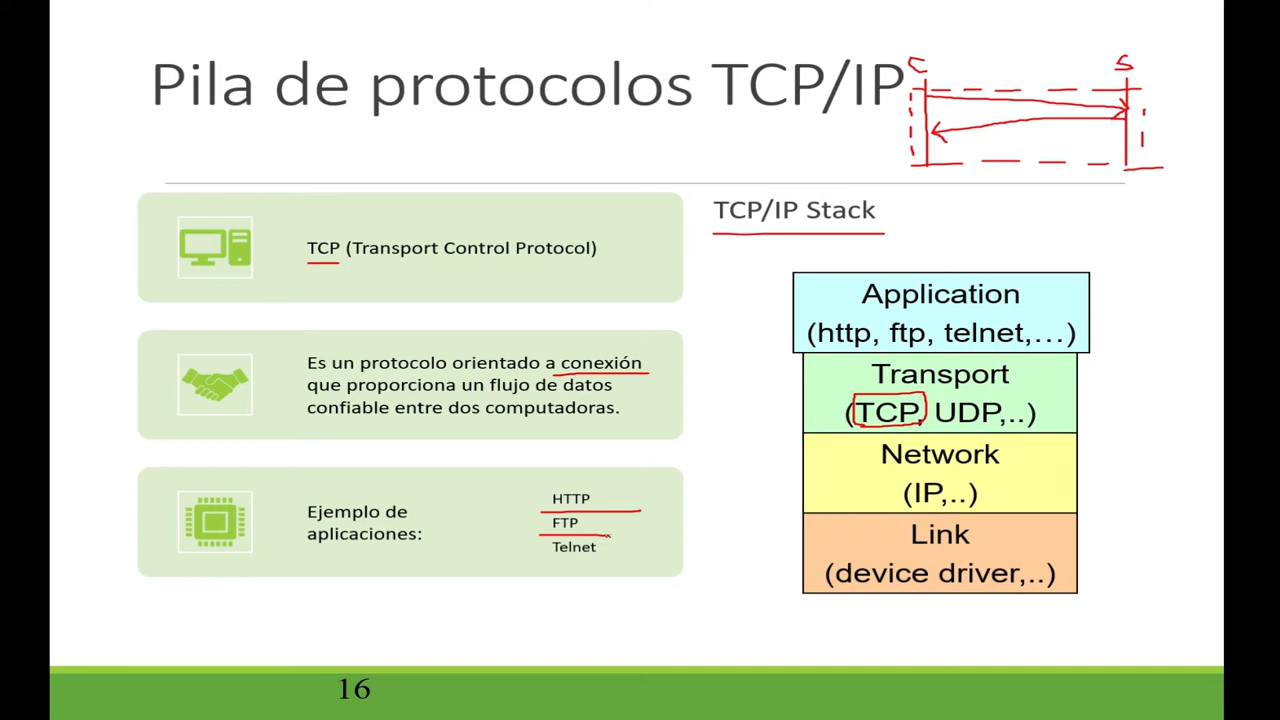 Pila de protocolos TCP/IP
C
S
TCP (Transport Control Protocol)
Es un protocolo orientado a conexión
que proporciona un flujo de datos
confiable entre dos computadoras.
Ejemplo de
aplicaciones:
HTTP
FTP
Telnet
TCP/IP Stack
Application
(http, ftp, telnet,...)
Transport
(TCP, UDP,..)
Network
(IP,..)
Link
(device driver,..)
16